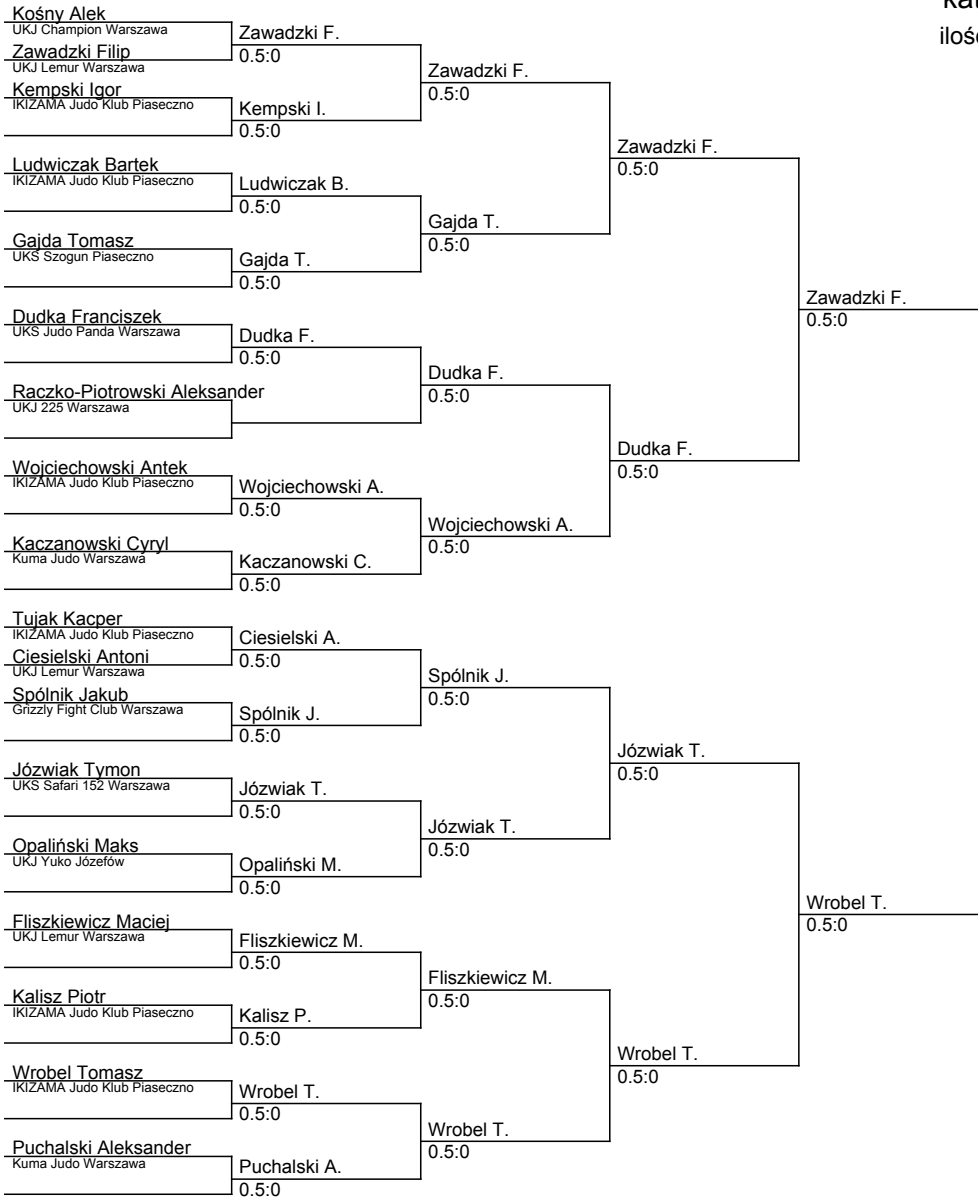 kat
ilość
Kośny Alek
UKJ Champion Warszawa
Zawadzki Filip
UKJ Lemur Warszawa
Kempski Igor
IKIZAMA Judo Klub Piaseczno
Ludwiczak Bartek
IKIZAMA Judo Klub Piaseczno
Gajda Tomasz
UKS Szogun Piaseczno
Dudka Franciszek
UKS Judo Panda Warszawa
Raczko-Piotrowski Aleksander
UKJ 225 Warszawa
Wojciechowski Antek
IKIZAMA Judo Klub Piaseczno
Kaczanowski Cyryl
Kuma Judo Warszawa
Tujak Kacper
IKIZAMA Judo Klub Piaseczno
Ciesielski Antoni
UKJ Lemur Warszawa
Spólnik Jakub
Grizzly Fight Club Warszawa
Józwiak Tymon
UKS Safari 152 Warszawa
Opaliński Maks
UKJ Yuko Józefów
Fliszkiewicz Maciej
UKJ Lemur Warszawa
Kalisz Piotr
IKIZAMA Judo Klub Piaseczno
Wrobel Tomasz
IKIZAMA Judo Klub Piaseczno
Puchalski Aleksander
Kuma Judo Warszawa
Zawadzki F.
0.5:0
Kempski I.
0.5:0
Ludwiczak B.
0.5:0
Gajda T.
0.5:0
Dudka F.
0.5:0
Wojciechowski A.
0.5:0
Kaczanowski C.
0.5:0
Ciesielski A.
0.5:0
Spólnik J.
0.5:0
Józwiak T.
0.5:0
Opaliński M.
0.5:0
Fliszkiewicz M.
0.5:0
Kalisz P.
0.5:0
Wrobel T.
0.5:0
Puchalski A.
0.5:0
Zawadzki F.
0.5:0
Gajda T.
0.5:0
Dudka F.
0.5:0
Wojciechowski A.
0.5:0
Spólnik J.
0.5:0
Józwiak T.
0.5:0
Fliszkiewicz M.
0.5:0
Wrobel T.
0.5:0
Zawadzki F.
0.5:0
Dudka F.
0.5:0
Józwiak T.
0.5:0
Wrobel T.
0.5:0
Zawadzki F.
0.5:0
Wrobel T.
0.5:0